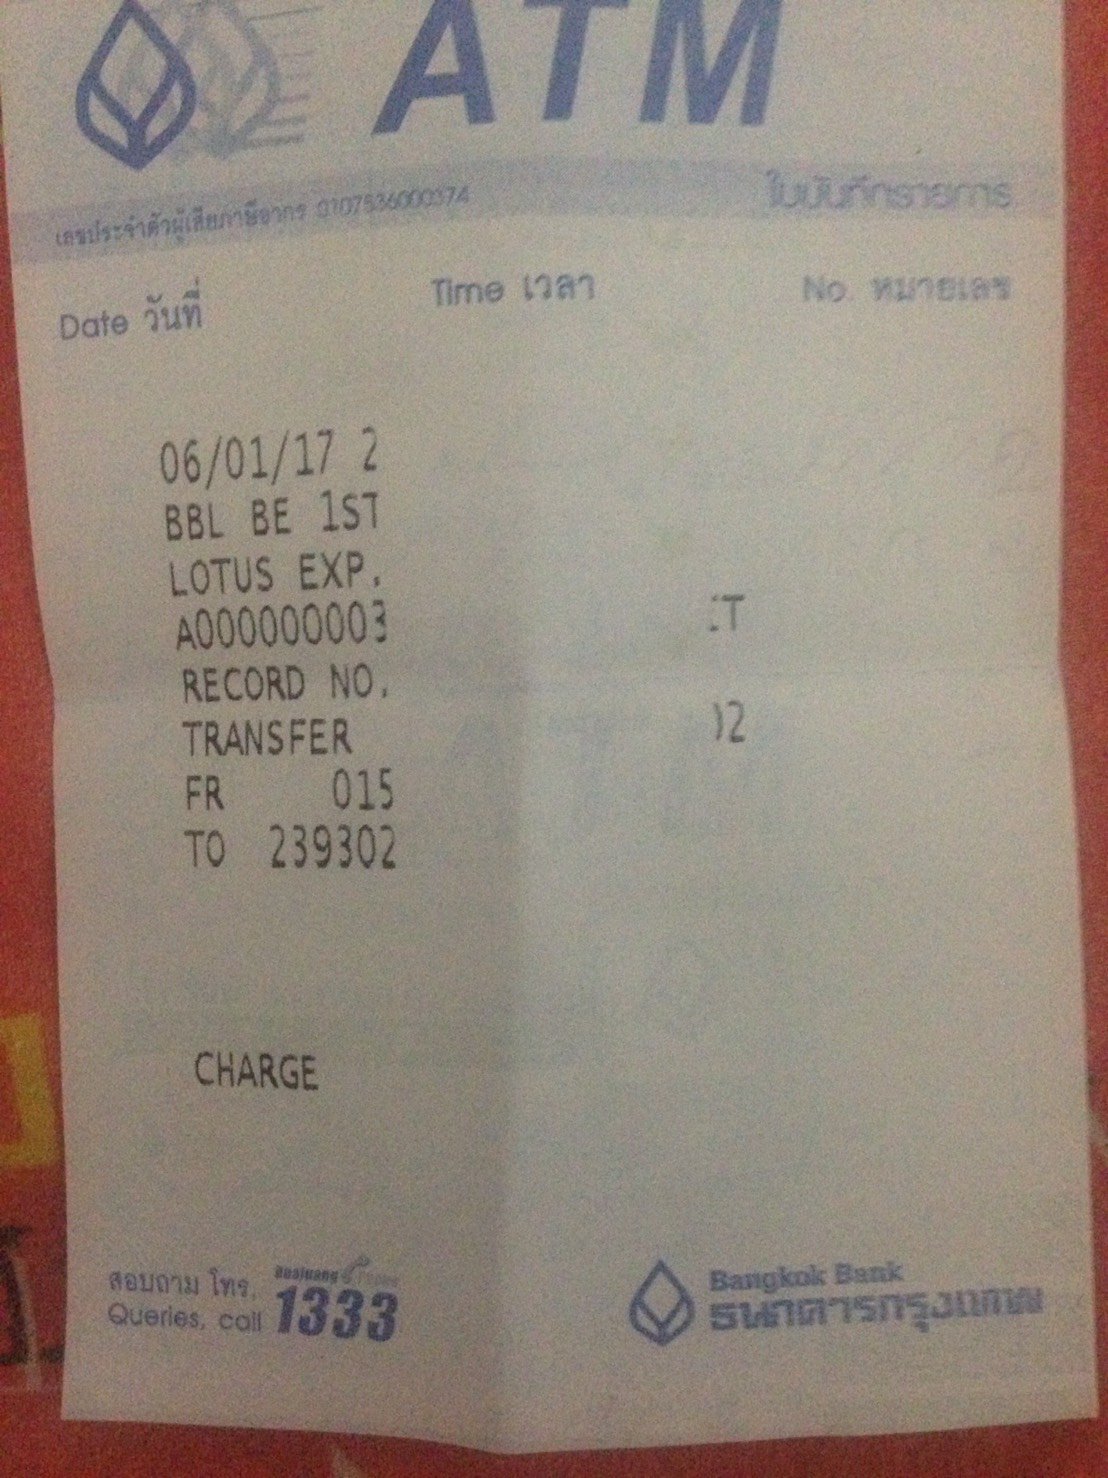 ATM
เลขประจำตัวผู้เสียภาษีอากร 0107536000374
ใบบันทึกรายการ
Date วันที่ Time เวลา No หมายเลข
06/01/17 2
BBL BE 1ST
LOTUS EXP.
A000000003 T
RECORD NO.
TRANSFER 2
FR 015
TO 239302
CHARGE
สอบถาม โทร.
Queries, call 1333
Bangkok Bank
ธนาคารกรุงเทพ